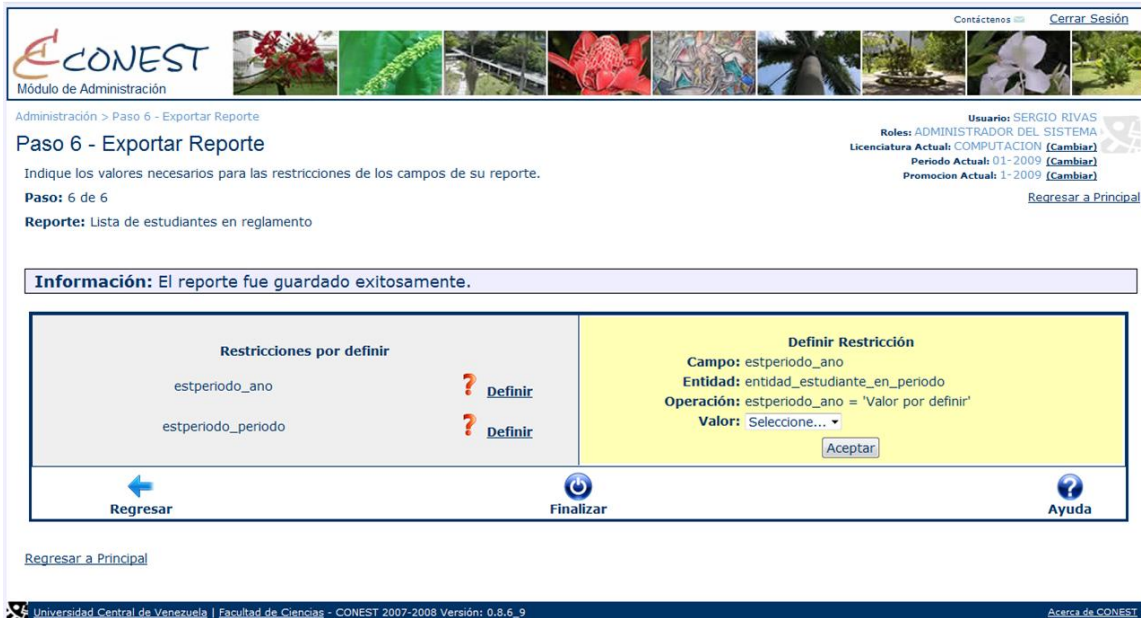 Contáctenos Cerrar Sesión
CONEST
Módulo de Administración
Administración > Paso 6 - Exportar Reporte
Usuario: SERGIO RIVAS
Roles: ADMINISTRADOR DEL SISTEMA
Licenciatura Actual: COMPUTACION (Cambiar)
Periodo Actual: 01-2009 (Cambiar)
Promocion Actual: 1-2009 (Cambiar)
Regresar a Principal
Paso 6 - Exportar Reporte
Indique los valores necesarios para las restricciones de los campos de su reporte.
Paso: 6 de 6
Reporte: Lista de estudiantes en reglamento
Información: El reporte fue guardado exitosamente.
Restricciones por definir
estperiodo_ano ? Definir
estperiodo_periodo ? Definir
Definir Restricción
Campo: estperiodo_ano
Entidad: entidad_estudiante_en_periodo
Operación: estperiodo_ano = 'Valor por definir'
Valor: Seleccione...
Aceptar
Regresar Finalizar Ayuda
Regresar a Principal
Universidad Central de Venezuela | Facultad de Ciencias - CONEST 2007-2008 Versión: 0.8.6_9 Acerca de CONEST